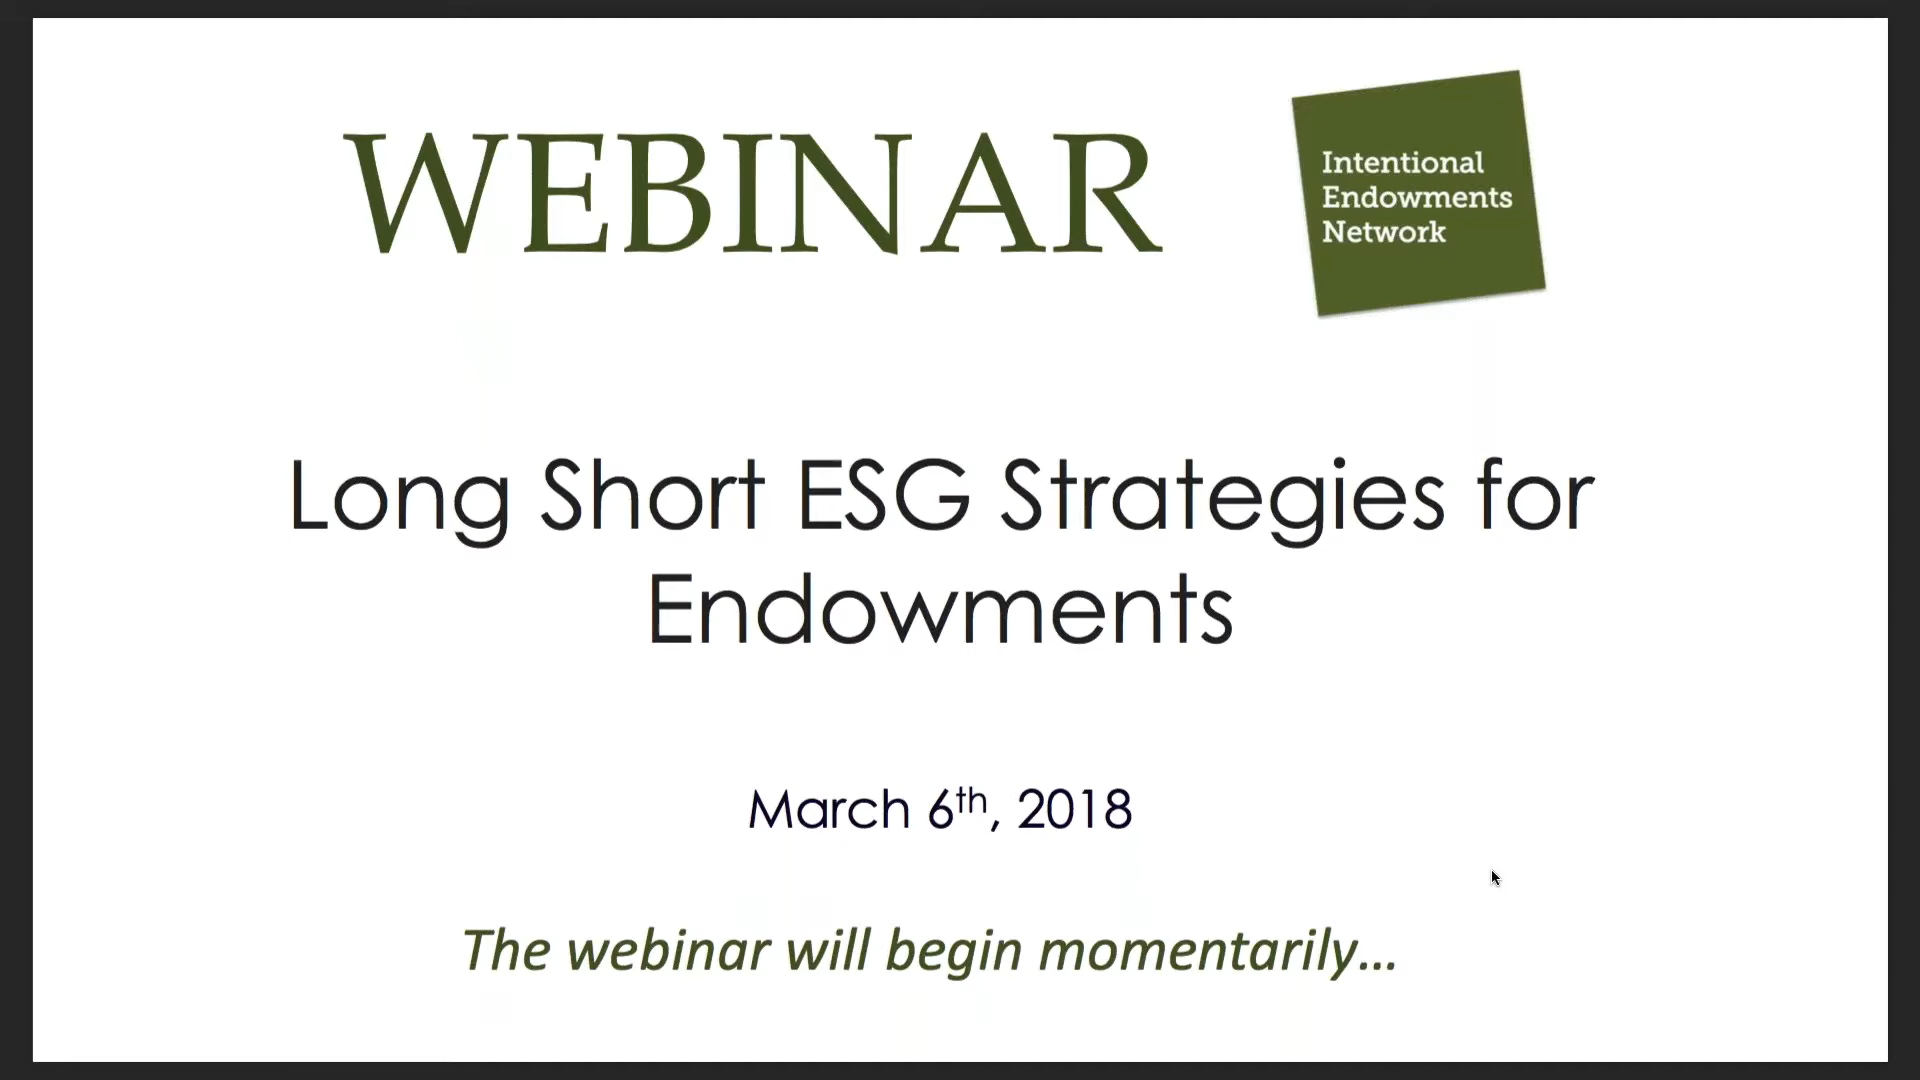 WEBINAR
Intentional
Endowments
Network
Long Short ESG Strategies for
Endowments
March 6th, 2018
The webinar will begin momentarily...